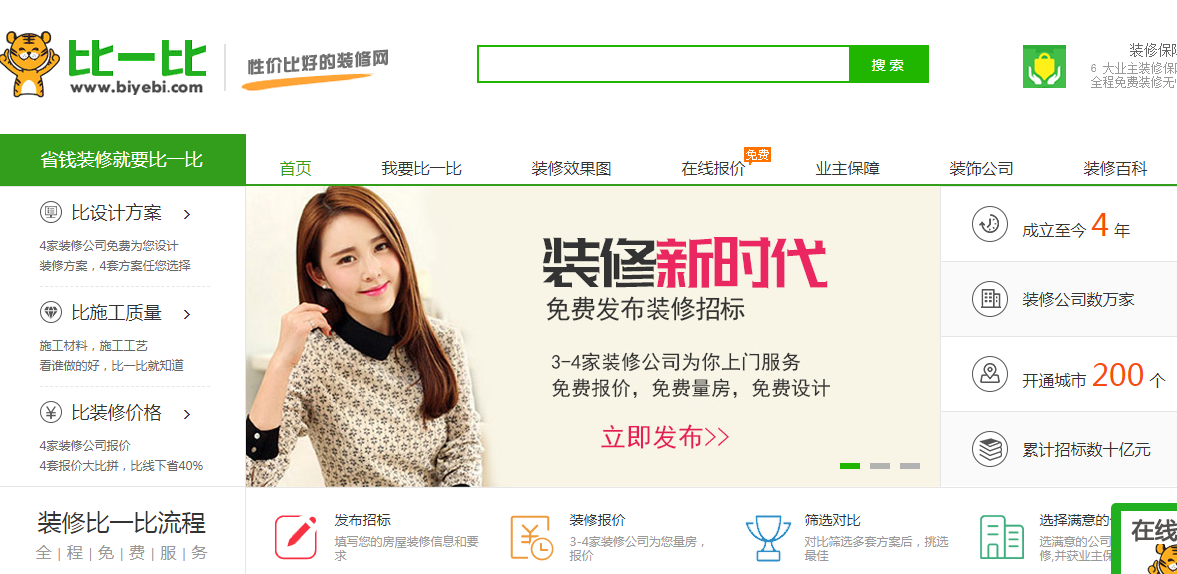 比一比
www.biyebi.com
性价比好的装修网
搜 索
装修保
6 大业主装修保
全程免费装修无
省钱装修就要比一比
首页
我要比一比
装修效果图
在线报价
免费
业主保障
装饰公司
装修百科
比设计方案 >
4家装修公司免费为您设计
装修方案，4套方案任您选择
比施工质量 >
施工材料，施工工艺
看谁做的好，比一比就知道
比装修价格 >
4家装修公司报价
4套报价大比拼，比线下省40%
装修新时代
免费发布装修招标
3-4家装修公司为你上门服务
免费报价，免费量房，免费设计
立即发布>>
成立至今 4 年
装修公司数万家
开通城市 200 个
累计招标数十亿元
装修比一比流程
全 | 程 | 免 | 费 | 服 | 务
发布招标
填写您的房屋装修信息和要
求
装修报价
3-4家装修公司为您量房，
报价
筛选对比
对比筛选多套方案后，挑选
最佳
选择满意的
选满意的公司
修,并获业主保
在线